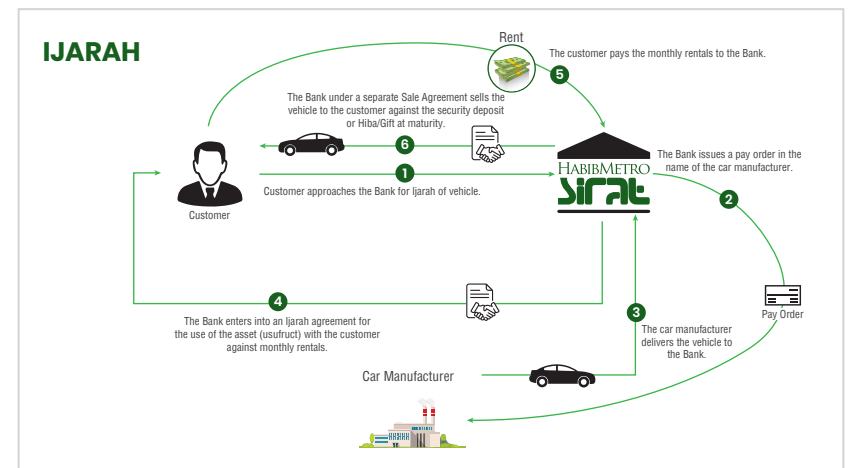 IJARAH
Rent
The customer pays the monthly rentals to the Bank.
5
The Bank under a separate Sale Agreement sells the
vehicle to the customer against the security deposit
or Hiba/Gift at maturity.
6
1
Customer approaches the Bank for Ijarah of vehicle.
Customer
HABIBMETRO
Sirat
The Bank issues a pay order in the
name of the car manufacturer.
2
Pay Order
3
The car manufacturer
delivers the vehicle to
the Bank.
4
The Bank enters into an Ijarah agreement for
the use of the asset (usufruct) with the customer
against monthly rentals.
Car Manufacturer